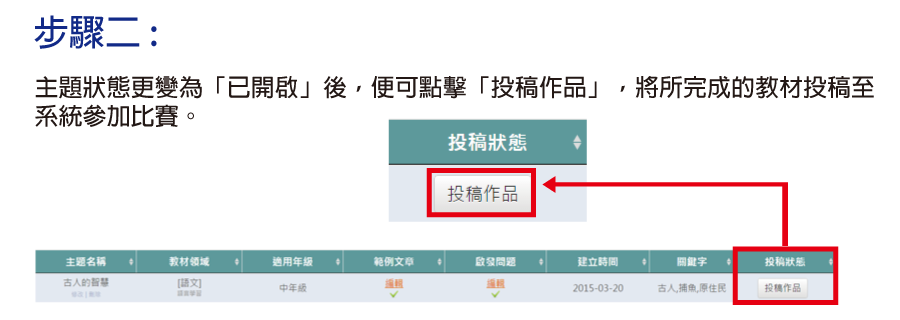 步驟二：
主題狀態更變為「已開啟」後，便可點擊「投稿作品」，將所完成的教材投稿至
系統參加比賽。
投稿狀態
投稿作品
主題名稱 教材領域 適用年級 範例文章 啟發問題 建立時間 關鍵字 投稿狀態
古人的智慧 [語文] 中年級 編輯 編輯 2015-03-20 古人,捕魚,原住民 投稿作品